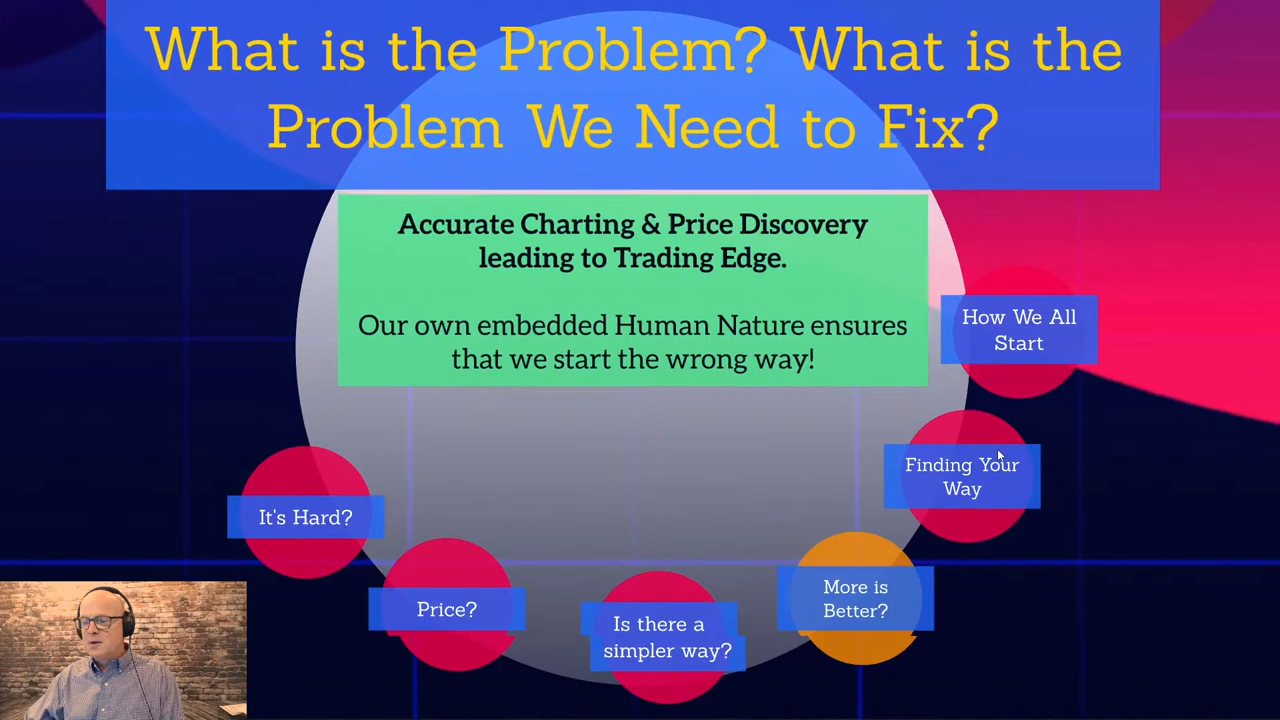 What is the Problem? What is the
Problem We Need to Fix?
Accurate Charting & Price Discovery
leading to Trading Edge.
Our own embedded Human Nature ensures
that we start the wrong way!
How We All
Start
Finding Your
Way
More is
Better?
Is there a
simpler way?
Price?
It's Hard?